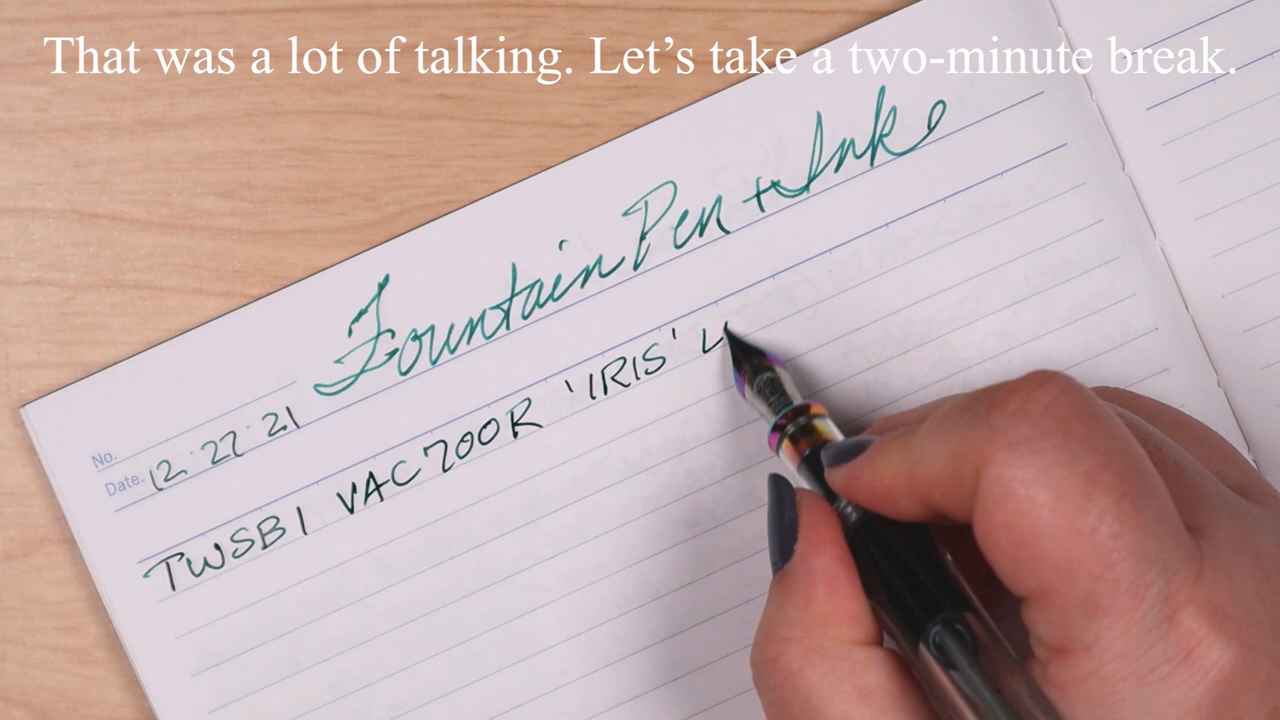 That was a lot of talking. Let's take a two-minute break.
Fountain Pen + Ink
No.
Date. 12 · 27 · 21
TWSBI VAC700R 'IRIS'